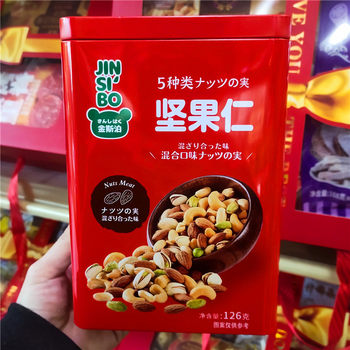 JIN
SI'
BO
きんしはく
金斯泊
5种类ナッツの実
坚果仁
混ざり合った味
混合口味ナッツの実
Nuts Meat
ナッツの実
混ざり合った味
净含量:126克
图案仅供参考